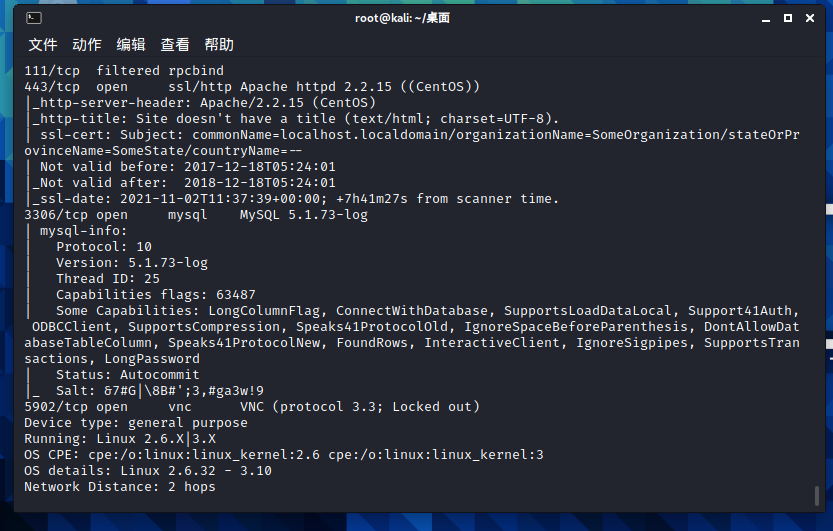 root@kali: ~/桌面
文件 动作 编辑 查看 帮助
111/tcp  filtered rpcbind
443/tcp  open     ssl/http Apache httpd 2.2.15 ((CentOS))
|_http-server-header: Apache/2.2.15 (CentOS)
|_http-title: Site doesn't have a title (text/html; charset=UTF-8).
| ssl-cert: Subject: commonName=localhost.localdomain/organizationName=SomeOrganization/stateOrPr
ovinceName=SomeState/countryName=--
| Not valid before: 2017-12-18T05:24:01
|_Not valid after:  2018-12-18T05:24:01
|_ssl-date: 2021-11-02T11:37:39+00:00; +7h41m27s from scanner time.
3306/tcp open     mysql    MySQL 5.1.73-log
| mysql-info:
|   Protocol: 10
|   Version: 5.1.73-log
|   Thread ID: 25
|   Capabilities flags: 63487
|   Some Capabilities: LongColumnFlag, ConnectWithDatabase, SupportsLoadDataLocal, Support41Auth,
 ODBCClient, SupportsCompression, Speaks41ProtocolOld, IgnoreSpaceBeforeParenthesis, DontAllowDat
abaseTableColumn, Speaks41ProtocolNew, FoundRows, InteractiveClient, IgnoreSigpipes, SupportsTran
sactions, LongPassword
|   Status: Autocommit
|_  Salt: &7#G|\8B#';3,#ga3w!9
5902/tcp open     vnc      VNC (protocol 3.3; Locked out)
Device type: general purpose
Running: Linux 2.6.X|3.X
OS CPE: cpe:/o:linux:linux_kernel:2.6 cpe:/o:linux:linux_kernel:3
OS details: Linux 2.6.32 - 3.10
Network Distance: 2 hops